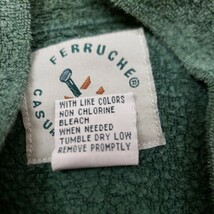 FERRUCHE®
CASU
WITH LIKE COLORS
NON CHLORINE
BLEACH
WHEN NEEDED
TUMBLE DRY LOW
REMOVE PROMPTLY